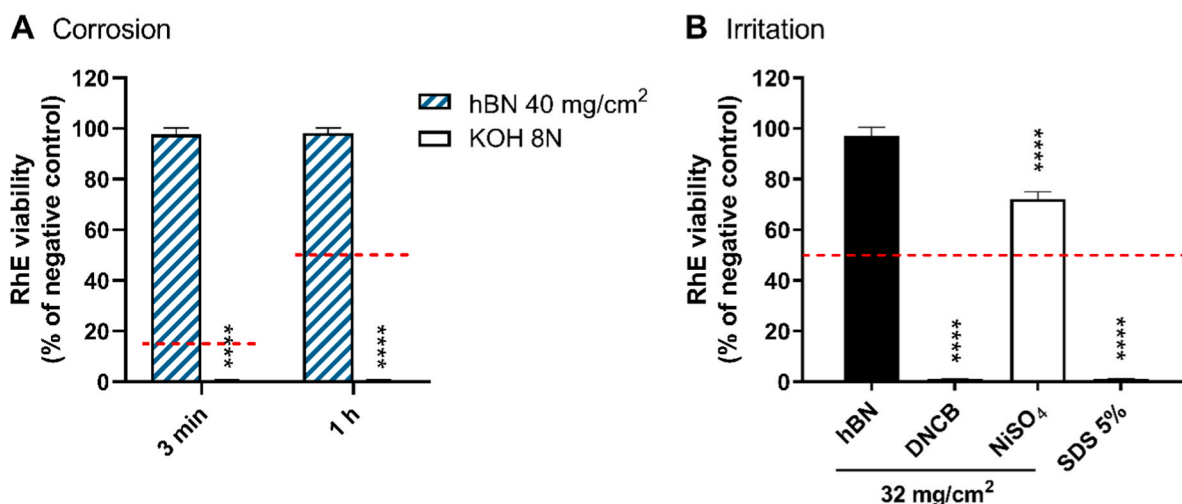 A Corrosion
RhE viability
(% of negative control)
120
100
80
60
40
20
0
****
****
3 min
1 h
hBN 40 mg/cm²
KOH 8N
B Irritation
RhE viability
(% of negative control)
120
100
80
60
40
20
0
****
****
****
hBN
DNCB
NiSO₄
SDS 5%
32 mg/cm²